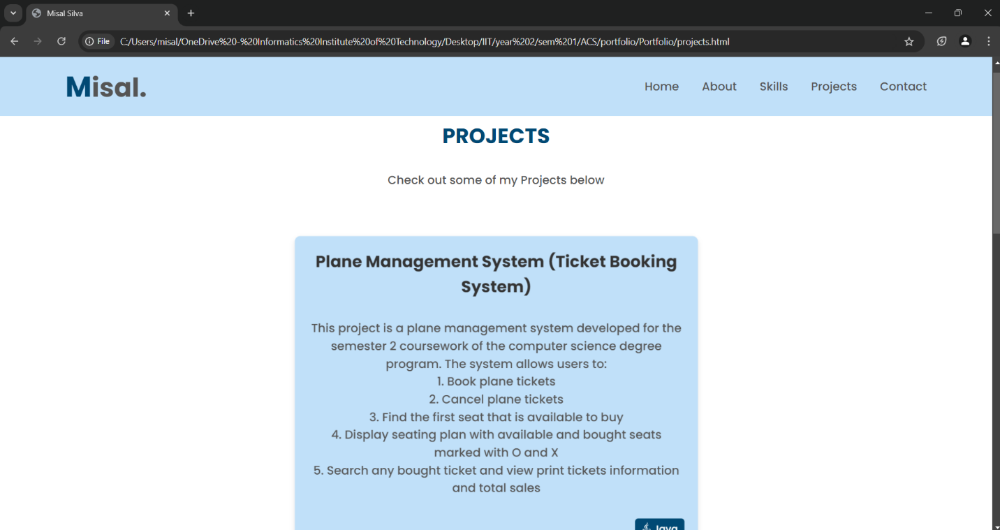 Misal Silva
File
C:/Users/misal/OneDrive%20-%20Informatics%20Institute%20of%20Technology/Desktop/IIT/year%202/sem%201/ACS/portfolio/Portfolio/projects.html
Misal.
Home About Skills Projects Contact
PROJECTS
Check out some of my Projects below
Plane Management System (Ticket Booking
System)
This project is a plane management system developed for the
semester 2 coursework of the computer science degree
program. The system allows users to:
1. Book plane tickets
2. Cancel plane tickets
3. Find the first seat that is available to buy
4. Display seating plan with available and bought seats
marked with O and X
5. Search any bought ticket and view print tickets information
and total sales
Java